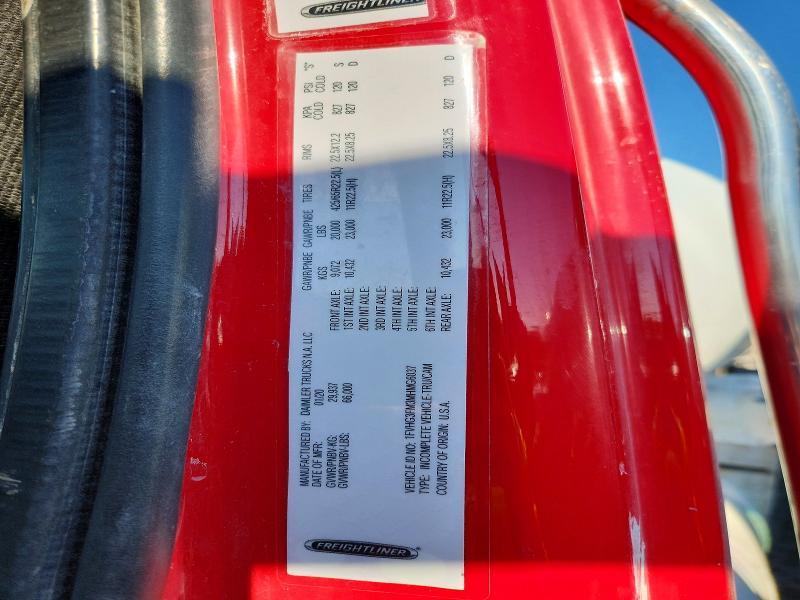 FREIGHTLINER
FREIGHTLINER
MANUFACTURED BY: DAIMLER TRUCKS N.A. LLC
DATE OF MFR: 01/20
GVWR/PNBV-KG: 29,937
GVWR/PNBV-LBS: 66,000
VEHICLE ID NO:
TYPE: INCOMPLETE VEHICLE-TRU/CAM
COUNTRY OF ORIGIN: U.S.A.
GAWR/PNBE KGS GAWR/PNBE LBS TIRES RIMS KPA COLD PSI COLD "S"
FRONT AXLE: 9,072 20,000 425/65R22.5(L) 22.5X12.2 827 120 S
1ST INT AXLE: 10,432 23,000 11R22.5(H) 22.5X8.25 827 120 D
2ND INT AXLE:
3RD INT AXLE:
4TH INT AXLE:
5TH INT AXLE:
6TH INT AXLE:
REAR AXLE: 10,432 23,000 11R22.5(H) 22.5X8.25 827 120 D